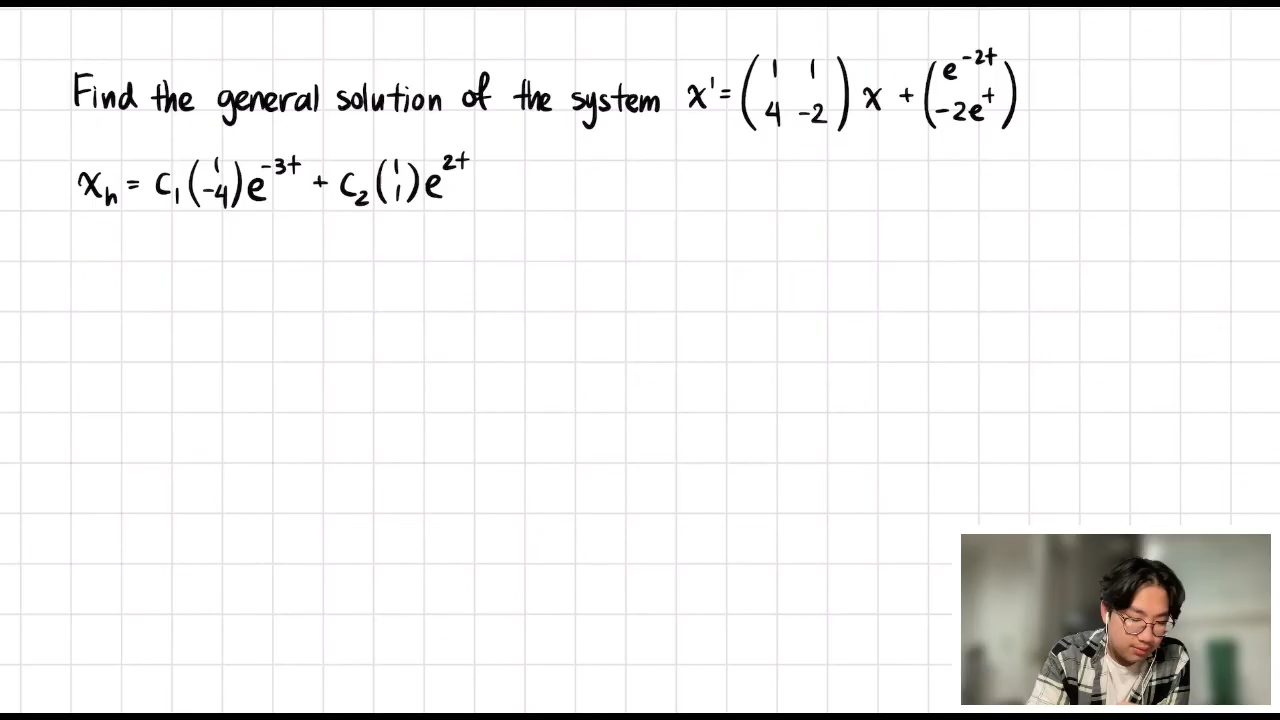 Find the general solution of the system x' = (1 1; 4 -2) x + (e^{-2t}; -2e^{t})
x_h = c_1 (1; -4) e^{-3t} + c_2 (1; 1) e^{2t}